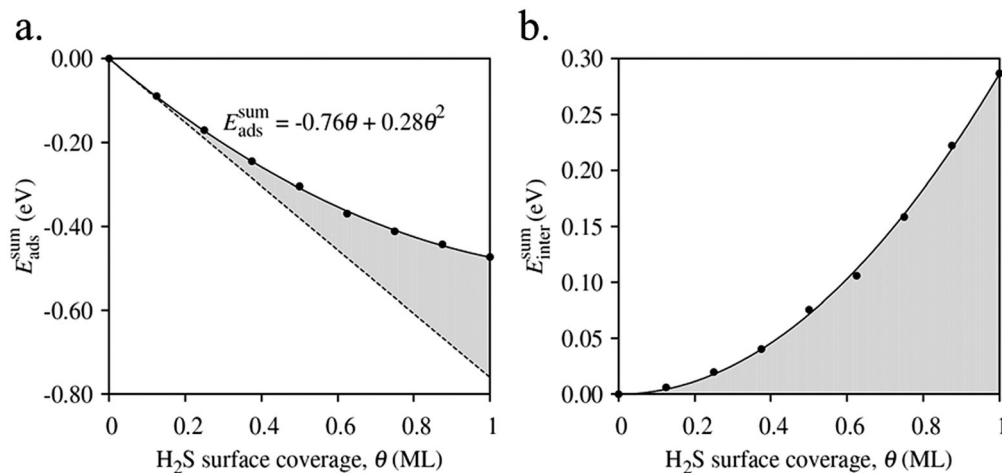 a.
0.00
-0.20
-0.40
-0.60
-0.80
E_ads^sum (eV)
E_ads^sum = -0.76θ + 0.28θ²
0 0.2 0.4 0.6 0.8 1
H₂S surface coverage, θ (ML)
b.
0.30
0.25
0.20
0.15
0.10
0.05
0.00
E_inter^sum (eV)
0 0.2 0.4 0.6 0.8 1
H₂S surface coverage, θ (ML)